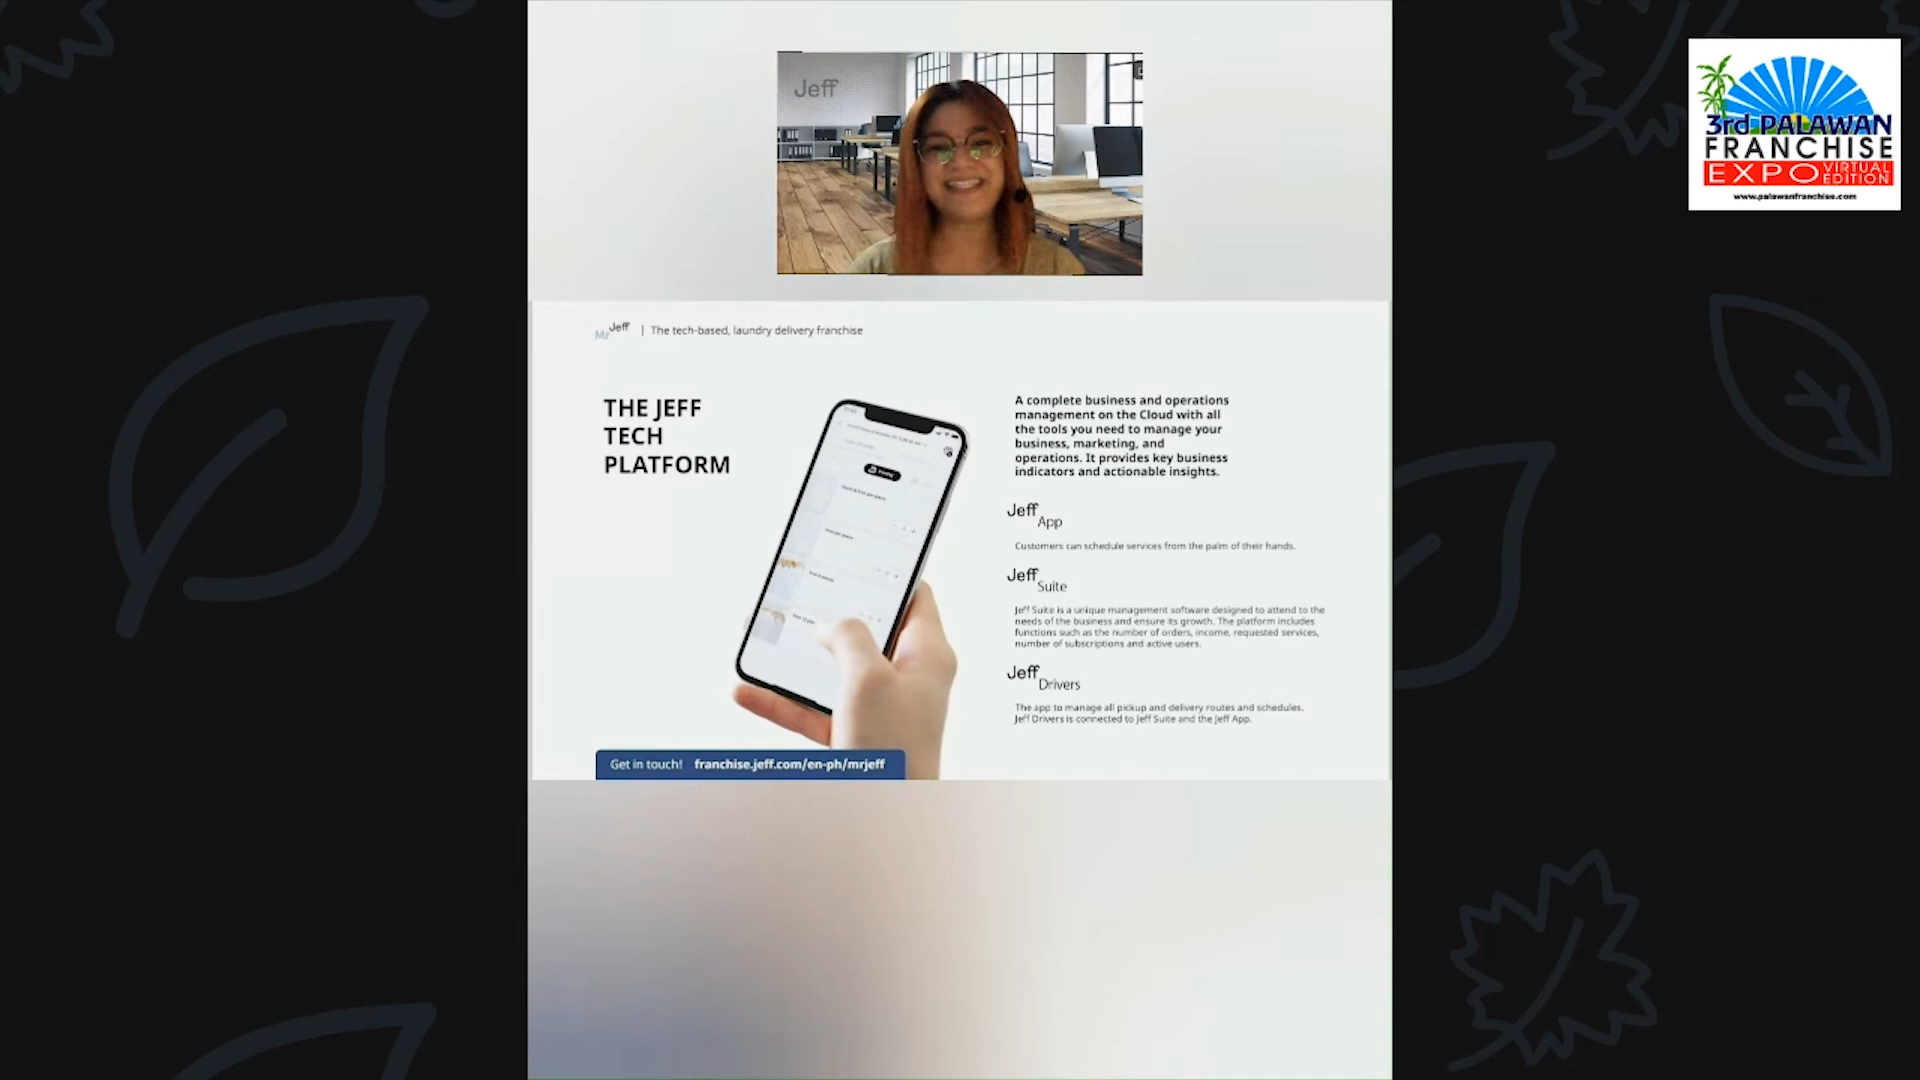 Jeff
3rd PALAWAN
FRANCHISE
EXPO VIRTUAL EDITION
www.palawanfranchise.com
Mr Jeff | The tech-based, laundry delivery franchise
THE JEFF
TECH
PLATFORM
A complete business and operations
management on the Cloud with all
the tools you need to manage your
business, marketing, and
operations. It provides key business
indicators and actionable insights.
Jeff App
Customers can schedule services from the palm of their hands.
Jeff Suite
Jeff Suite is a unique management software designed to attend to the
needs of the business and ensure its growth. The platform includes
functions such as the number of orders, income, requested services,
number of subscriptions and active users.
Jeff Drivers
The app to manage all pickup and delivery routes and schedules.
Jeff Drivers is connected to Jeff Suite and the Jeff App.
Get in touch! franchise.jeff.com/en-ph/mrjeff